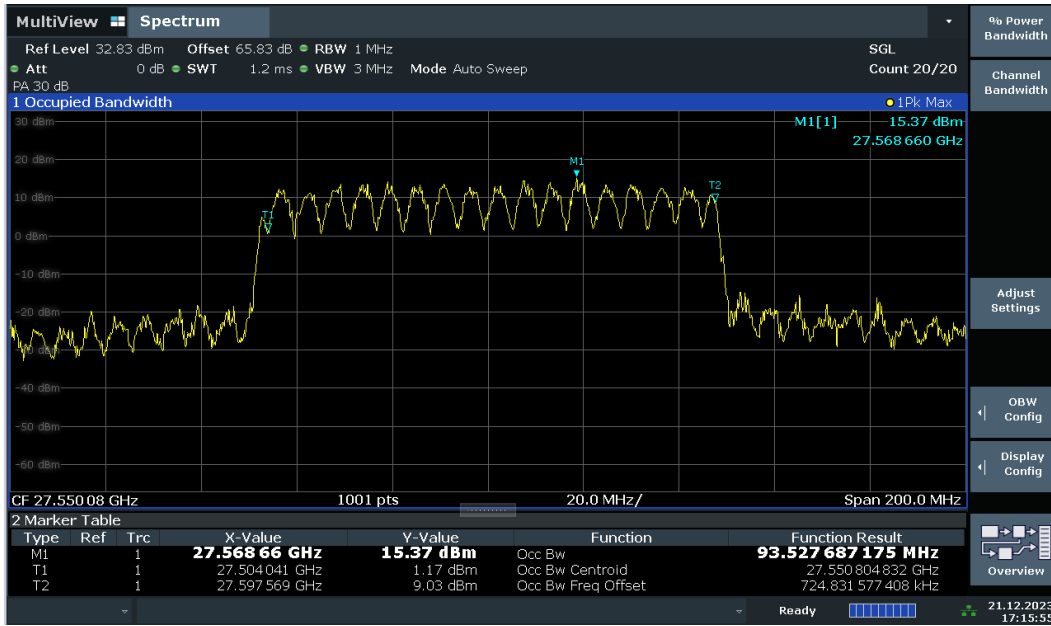 MultiView Spectrum
Ref Level 32.83 dBm Offset 65.83 dB RBW 1 MHz SGL
Att 0 dB SWT 1.2 ms VBW 3 MHz Mode Auto Sweep Count 20/20
PA 30 dB
1 Occupied Bandwidth 1Pk Max
30 dBm
M1[1] 15.37 dBm
27.568 660 GHz
20 dBm
M1
T2
10 dBm
T1
0 dBm
-10 dBm
-20 dBm
-40 dBm
-50 dBm
-60 dBm
CF 27.550 08 GHz 1001 pts 20.0 MHz/ Span 200.0 MHz
2 Marker Table
Type Ref Trc X-Value Y-Value Function Function Result
M1 1 27.568 66 GHz 15.37 dBm Occ Bw 93.527 687 175 MHz
T1 1 27.504 041 GHz 1.17 dBm Occ Bw Centroid 27.550 804 832 GHz
T2 1 27.597 569 GHz 9.03 dBm Occ Bw Freq Offset 724.831 577 408 kHz
Ready 21.12.2023
17:15:55
% Power
Bandwidth
Channel
Bandwidth
Adjust
Settings
OBW
Config
Display
Config
Overview